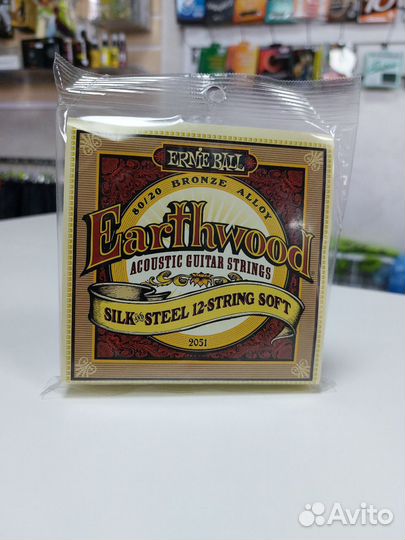 ERNIE BALL
80/20 BRONZE ALLOY
Earthwood
ACOUSTIC GUITAR STRINGS
SILK AND STEEL 12-STRING SOFT
2051
Avito